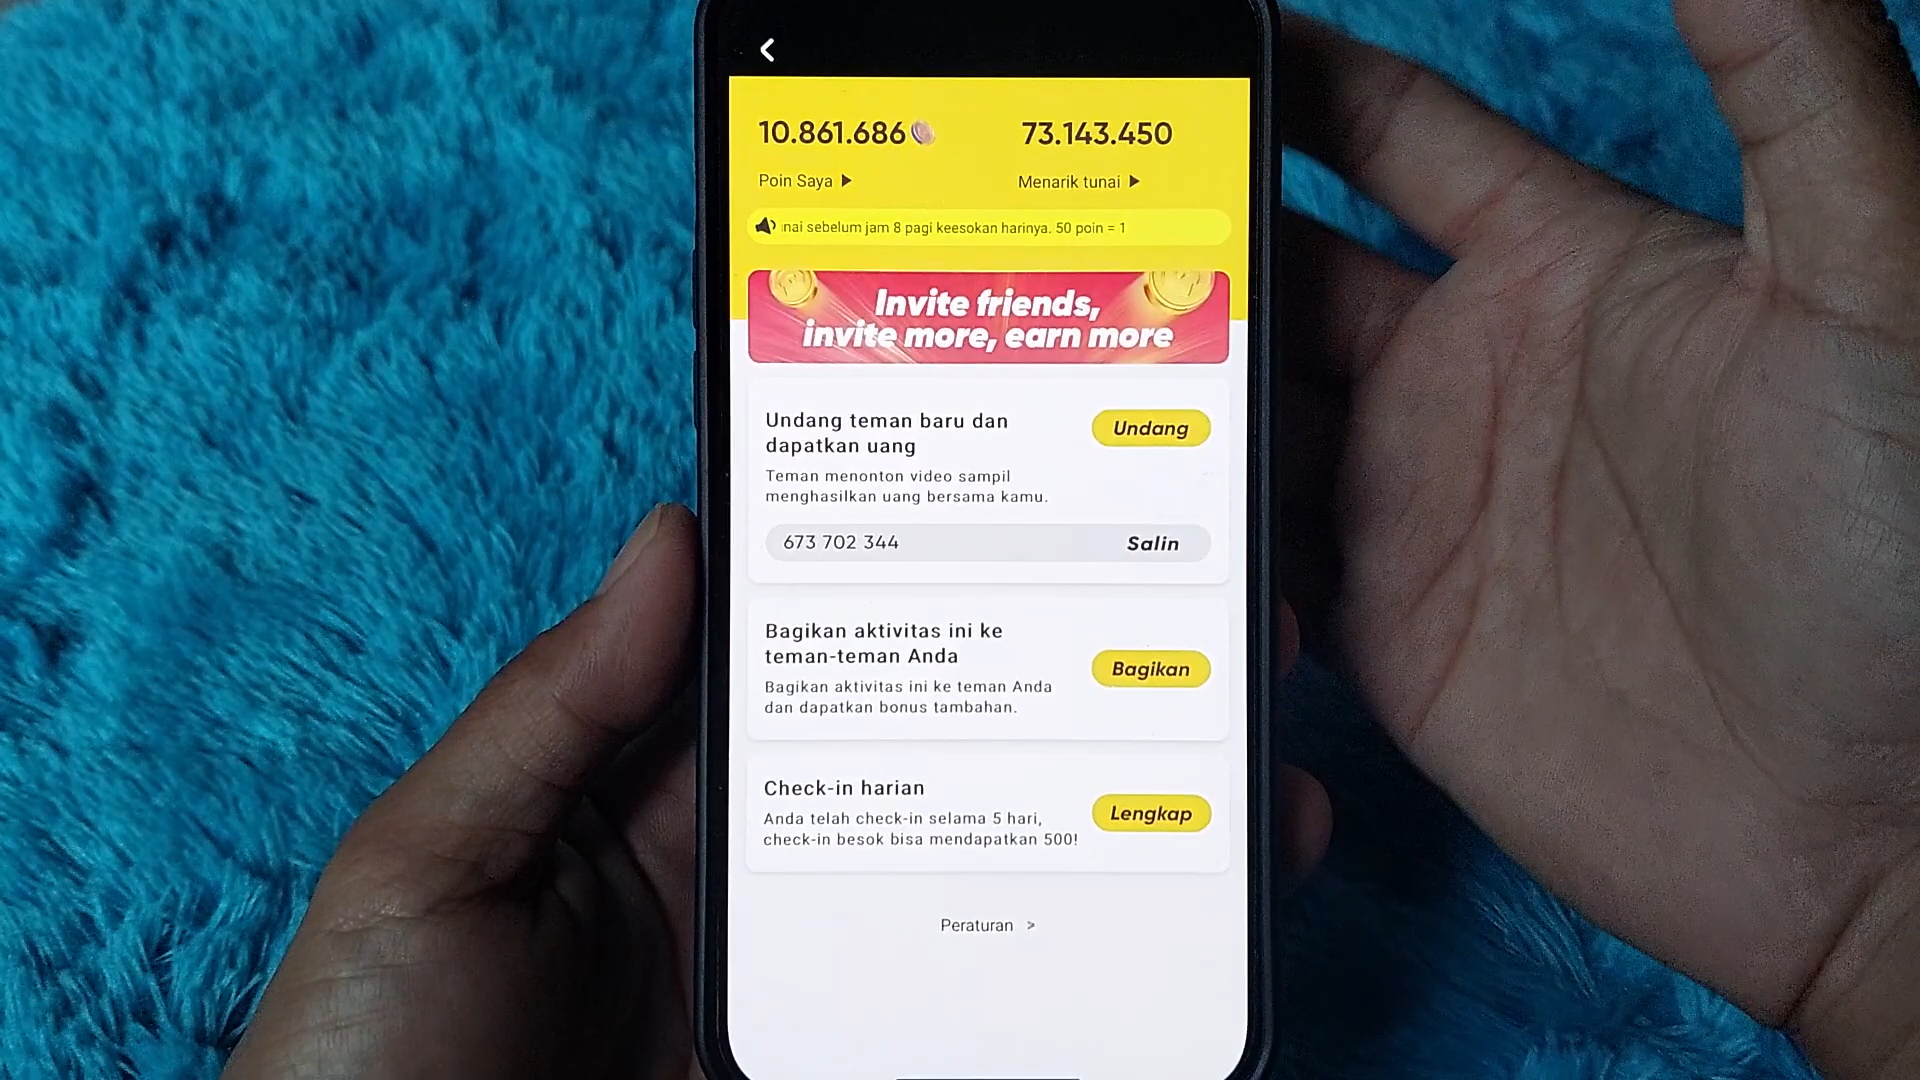 10.861.686 73.143.450
Poin Saya Menarik tunai
sebelum jam 8 pagi keesokan harinya. 50 poin = 1
Invite friends,
invite more, earn more
Undang teman baru dan
dapatkan uang
Undang
Teman menonton video sampil
menghasilkan uang bersama kamu.
673 702 344 Salin
Bagikan aktivitas ini ke
teman-teman Anda
Bagikan
Bagikan aktivitas ini ke teman Anda
dan dapatkan bonus tambahan.
Check-in harian
Lengkap
Anda telah check-in selama 5 hari,
check-in besok bisa mendapatkan 500!
Peraturan >